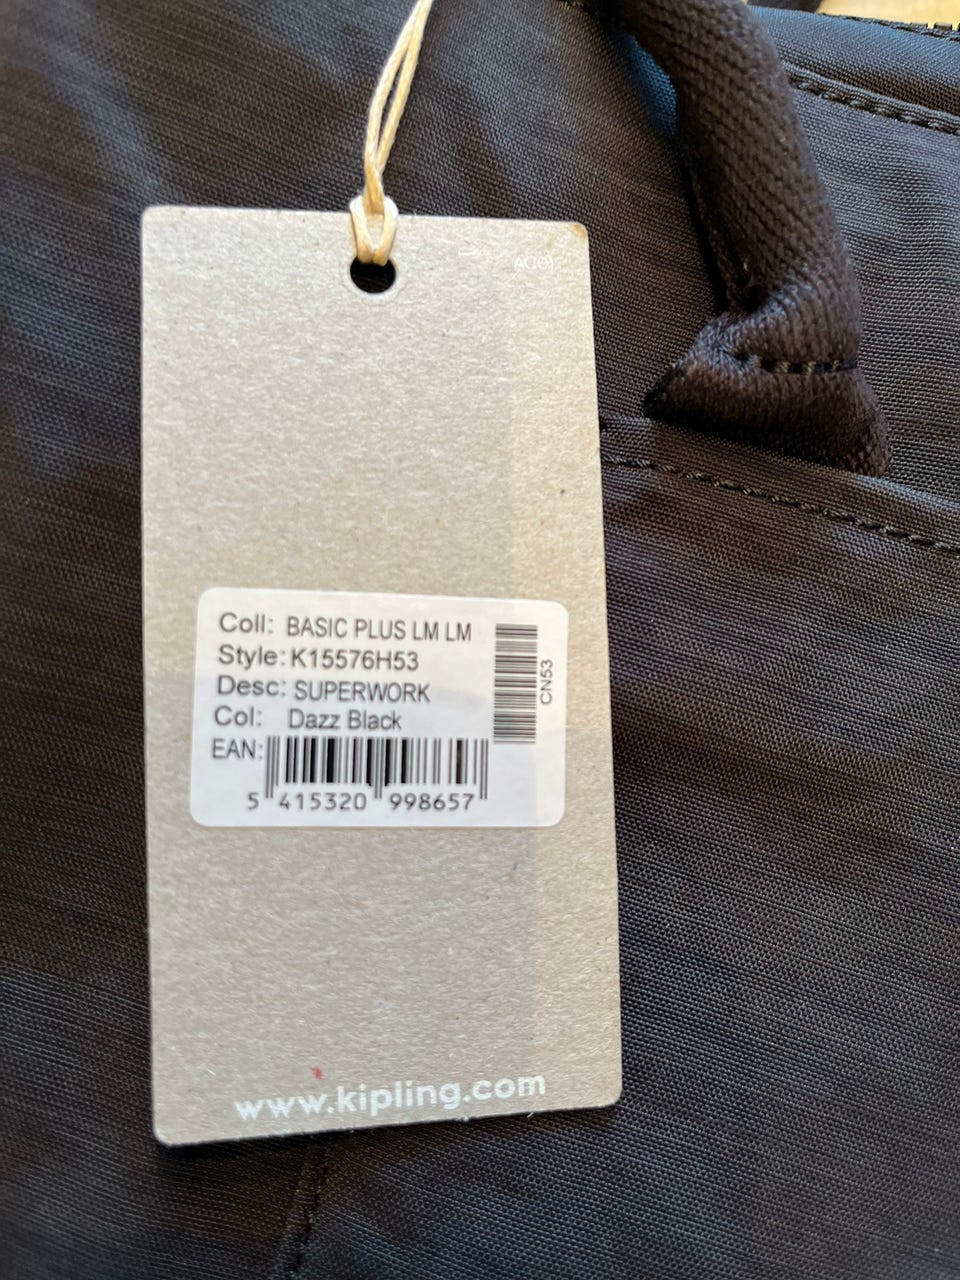 Coll: BASIC PLUS LM LM
Style: K15576H53
Desc: SUPERWORK
Col: Dazz Black
EAN:
5 415320 998657
CN53
www.kipling.com